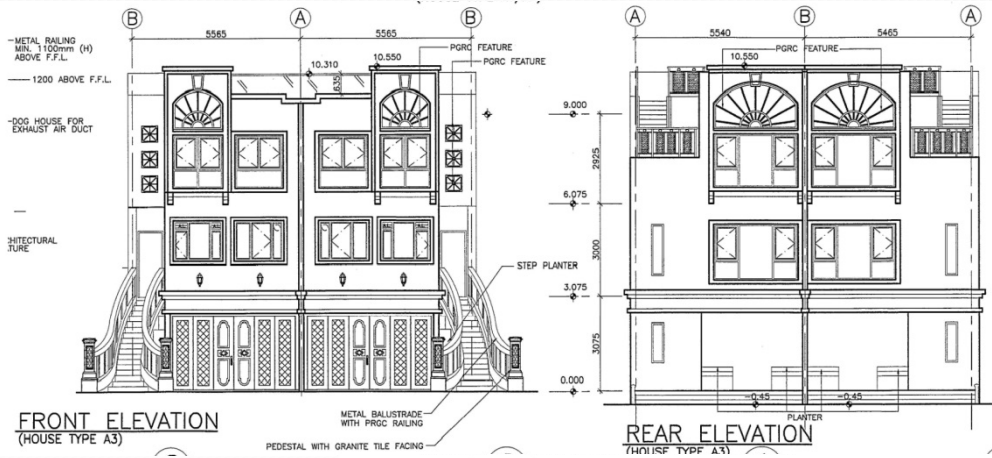 B
A
B
5565
5565
METAL RAILING
MIN. 1100mm (H)
ABOVE F.F.L.
1200 ABOVE F.F.L.
DOG HOUSE FOR
EXHAUST AIR DUCT
10.310
10.550
635
PGRC FEATURE
PGRC FEATURE
STEP PLANTER
METAL BALUSTRADE
WITH PRGC RAILING
PEDESTAL WITH GRANITE TILE FACING
FRONT ELEVATION
(HOUSE TYPE A3)
A
B
A
5540
5465
10.550
PGRC FEATURE
9.000
2925
6.075
3000
3.075
3075
0.000
-0.45
-0.45
PLANTER
REAR ELEVATION
(HOUSE TYPE A3)